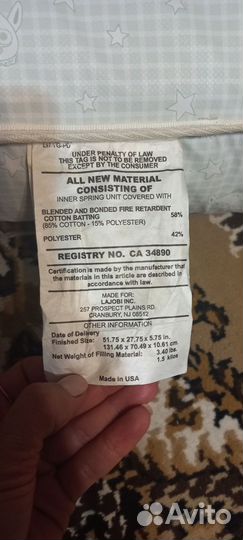 UNDER PENALTY OF LAW
THIS TAG IS NOT TO BE REMOVED
EXCEPT BY THE CONSUMER
ALL NEW MATERIAL
CONSISTING OF
INNER SPRING UNIT COVERED WITH
BLENDED AND BONDED FIRE RETARDENT
COTTON BATTING 58%
(85% COTTON - 15% POLYESTER)
POLYESTER 42%
REGISTRY NO. CA 34890
Certification is made by the manufacturer that
the materials in this article are described in
accordance with law.
MADE FOR:
LAJOBI INC.
257 PROSPECT PLAINS RD.
CRANBURY, NJ 08512
OTHER INFORMATION
Date of Delivery
Finished Size: 51.75 x 27.75 x 5.75 in.
131.46 x 70.49 x 10.61 cm.
Net Weight of Filling Material: 3.40 lbs.
1.5 kilos
Made in USA
Avito